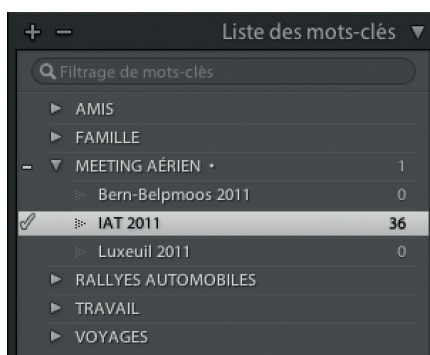 + − Liste des mots-clés ▼
Filtrage de mots-clés
▶ AMIS
▶ FAMILLE
– ▼ MEETING AÉRIEN • 1
Bern-Belpmoos 2011 0
✓ IAT 2011 36
Luxeuil 2011 0
▶ RALLYES AUTOMOBILES
▶ TRAVAIL
▶ VOYAGES